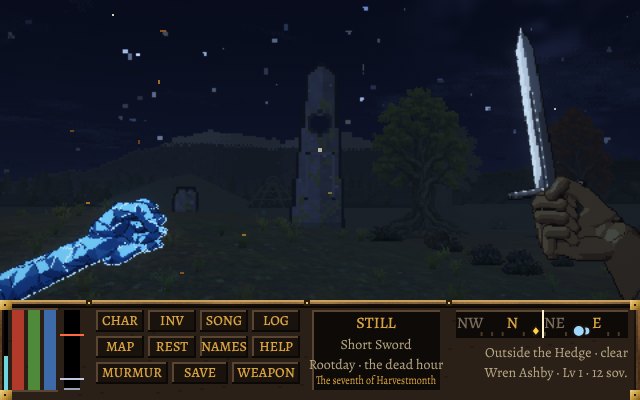 CHAR INV SONG LOG
MAP REST NAMES HELP
MURMUR SAVE WEAPON
STILL
Short Sword
Rootday · the dead hour
The seventh of Harvestmonth
NW N NE E
Outside the Hedge · clear
Wren Ashby · Lv 1 · 12 sov.